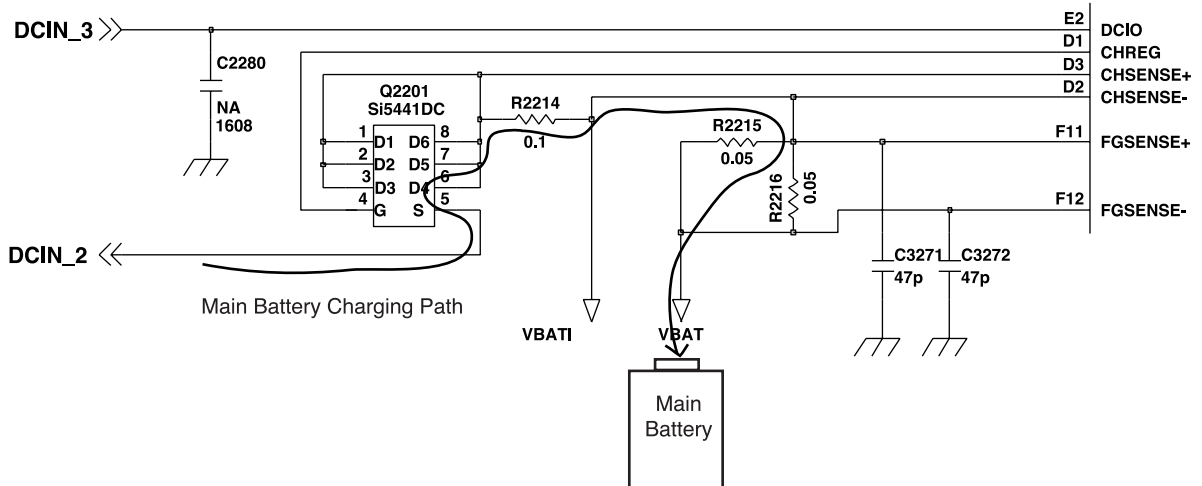 DCIN_3
E2
DCIO
D1
CHREG
C2280
D3
CHSENSE+
Q2201
Si5441DC
R2214
D2
CHSENSE-
NA
1608
0.1
R2215
0.05
F11
FGSENSE+
1 D1 D6 8
2 D2 D5 7
3 D3 D4 6
4 G S 5
R2216
0.05
F12
FGSENSE-
DCIN_2
C3271
47p
C3272
47p
Main Battery Charging Path
VBATI
VBAT
Main
Battery